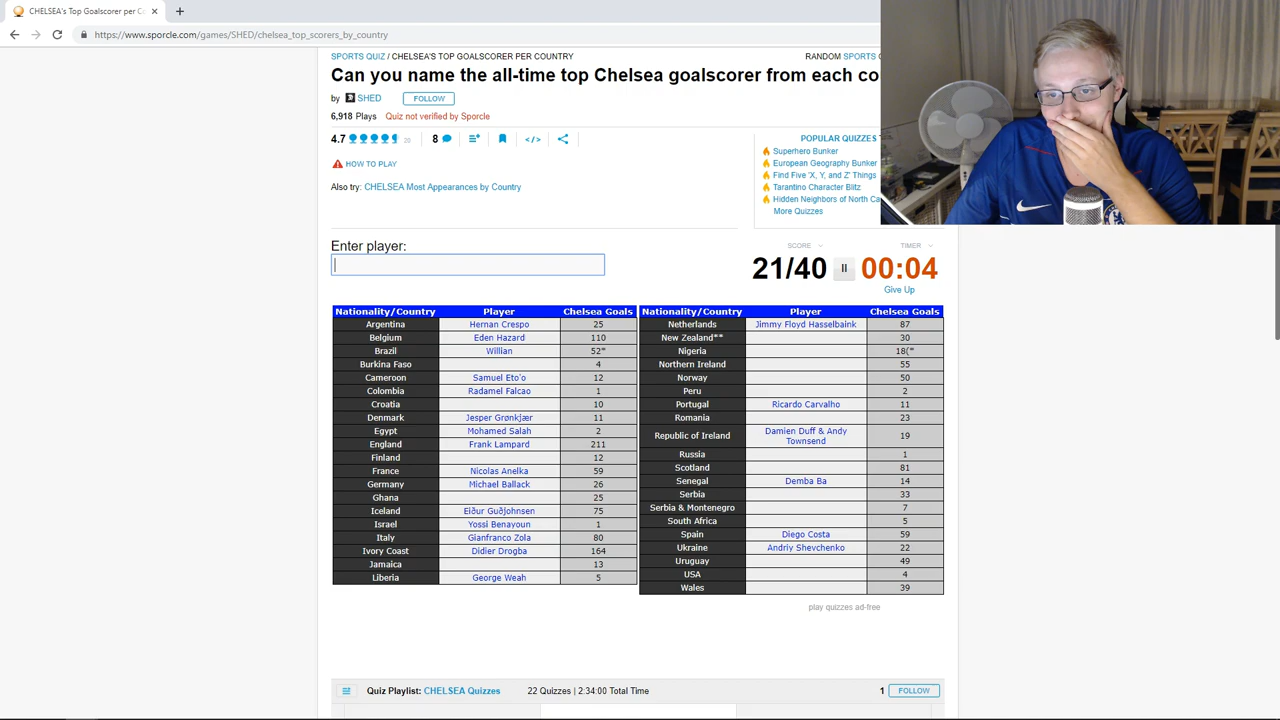 CHELSEA's Top Goalscorer per C
https://www.sporcle.com/games/SHED/chelsea_top_scorers_by_country
SPORTS QUIZ / CHELSEA'S TOP GOALSCORER PER COUNTRY
RANDOM SPORTS
Can you name the all-time top Chelsea goalscorer from each co
by SHED FOLLOW
6,918 Plays Quiz not verified by Sporcle
4.7 20 8 </>
HOW TO PLAY
Also try: CHELSEA Most Appearances by Country
POPULAR QUIZZES T
Superhero Bunker
European Geography Bunker
Find Five 'X, Y, and Z' Things
Tarantino Character Blitz
Hidden Neighbors of North Ca
More Quizzes
Enter player:
SCORE TIMER
21/40 00:04
Give Up
Nationality/Country Player Chelsea Goals
Argentina Hernan Crespo 25
Belgium Eden Hazard 110
Brazil Willian 52*
Burkina Faso 4
Cameroon Samuel Eto'o 12
Colombia Radamel Falcao 1
Croatia 10
Denmark Jesper Grønkjær 11
Egypt Mohamed Salah 2
England Frank Lampard 211
Finland 12
France Nicolas Anelka 59
Germany Michael Ballack 26
Ghana 25
Iceland Eiður Guðjohnsen 75
Israel Yossi Benayoun 1
Italy Gianfranco Zola 80
Ivory Coast Didier Drogba 164
Jamaica 13
Liberia George Weah 5
Nationality/Country Player Chelsea Goals
Netherlands Jimmy Floyd Hasselbaink 87
New Zealand** 30
Nigeria 18(*
Northern Ireland 55
Norway 50
Peru 2
Portugal Ricardo Carvalho 11
Romania 23
Republic of Ireland Damien Duff & Andy Townsend 19
Russia 1
Scotland 81
Senegal Demba Ba 14
Serbia 33
Serbia & Montenegro 7
South Africa 5
Spain Diego Costa 59
Ukraine Andriy Shevchenko 22
Uruguay 49
USA 4
Wales 39
play quizzes ad-free
Quiz Playlist: CHELSEA Quizzes 22 Quizzes | 2:34:00 Total Time 1 FOLLOW